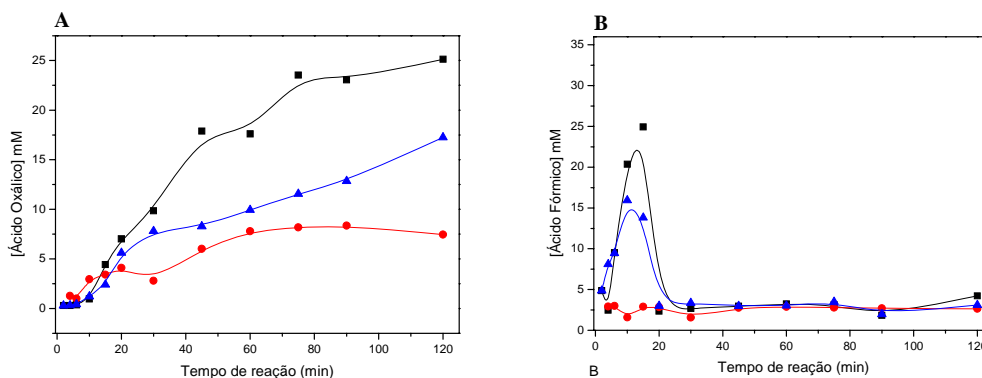 A
[Ácido Oxálico] mM
25
20
15
10
5
0
0 20 40 60 80 100 120
Tempo de reação (min)
B
[Ácido Fórmico] mM
35
30
25
20
15
10
5
0
0 20 40 60 80 100 120
Tempo de reação (min)
B